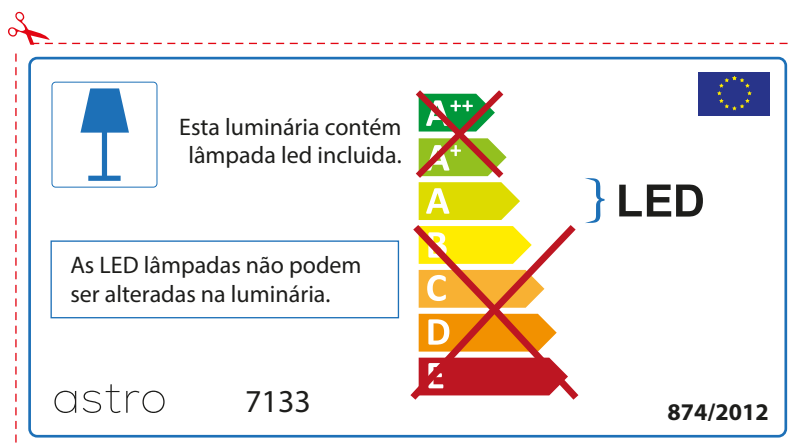 Esta luminária contém
lâmpada led incluida.
A++
A+
A
B
C
D
E
LED
As LED lâmpadas não podem
ser alteradas na luminária.
astro
7133
874/2012